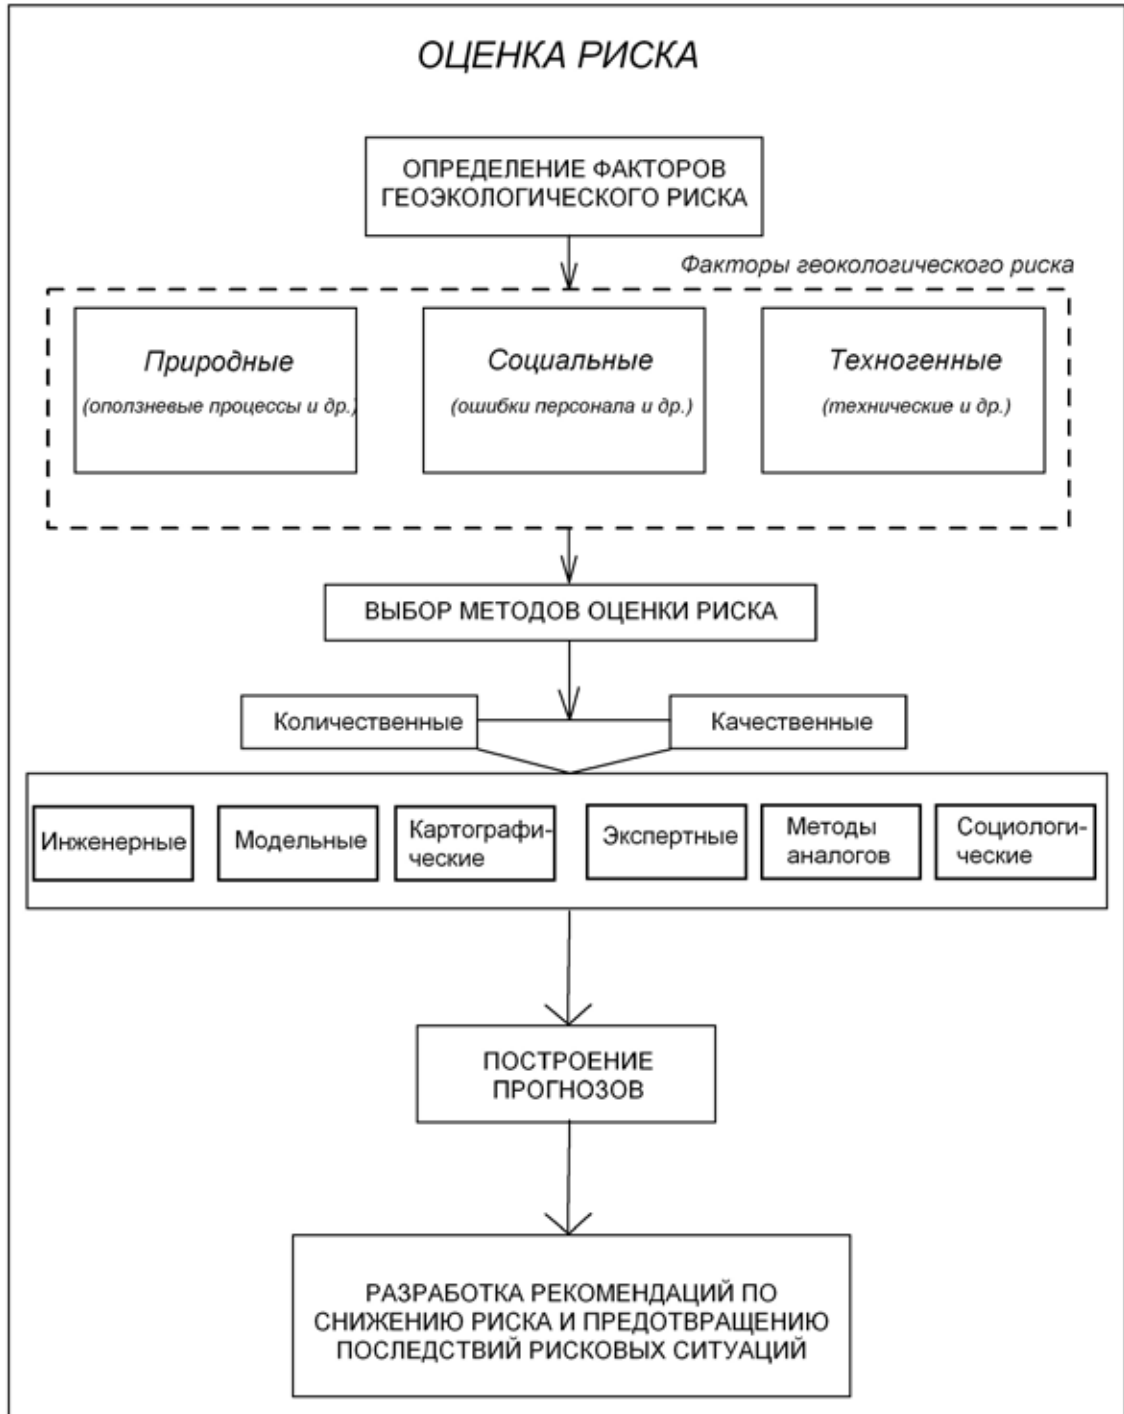 ОЦЕНКА РИСКА
ОПРЕДЕЛЕНИЕ ФАКТОРОВ
ГЕОЭКОЛОГИЧЕСКОГО РИСКА
Факторы геокологического риска
Природные
(оползневые процессы и др.)
Социальные
(ошибки персонала и др.)
Техногенные
(технические и др.)
ВЫБОР МЕТОДОВ ОЦЕНКИ РИСКА
Количественные
Качественные
Инженерные
Модельные
Картографи-
ческие
Экспертные
Методы
аналогов
Социологи-
ческие
ПОСТРОЕНИЕ
ПРОГНОЗОВ
РАЗРАБОТКА РЕКОМЕНДАЦИЙ ПО
СНИЖЕНИЮ РИСКА И ПРЕДОТВРАЩЕНИЮ
ПОСЛЕДСТВИЙ РИСКОВЫХ СИТУАЦИЙ